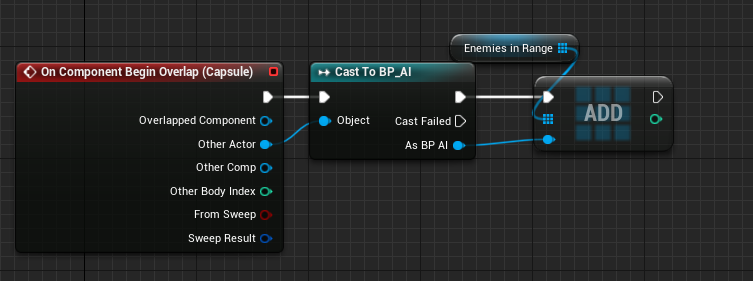 Enemies in Range
On Component Begin Overlap (Capsule)
Cast To BP_AI
ADD
Overlapped Component
Object
Cast Failed
Other Actor
As BP AI
Other Comp
Other Body Index
From Sweep
Sweep Result